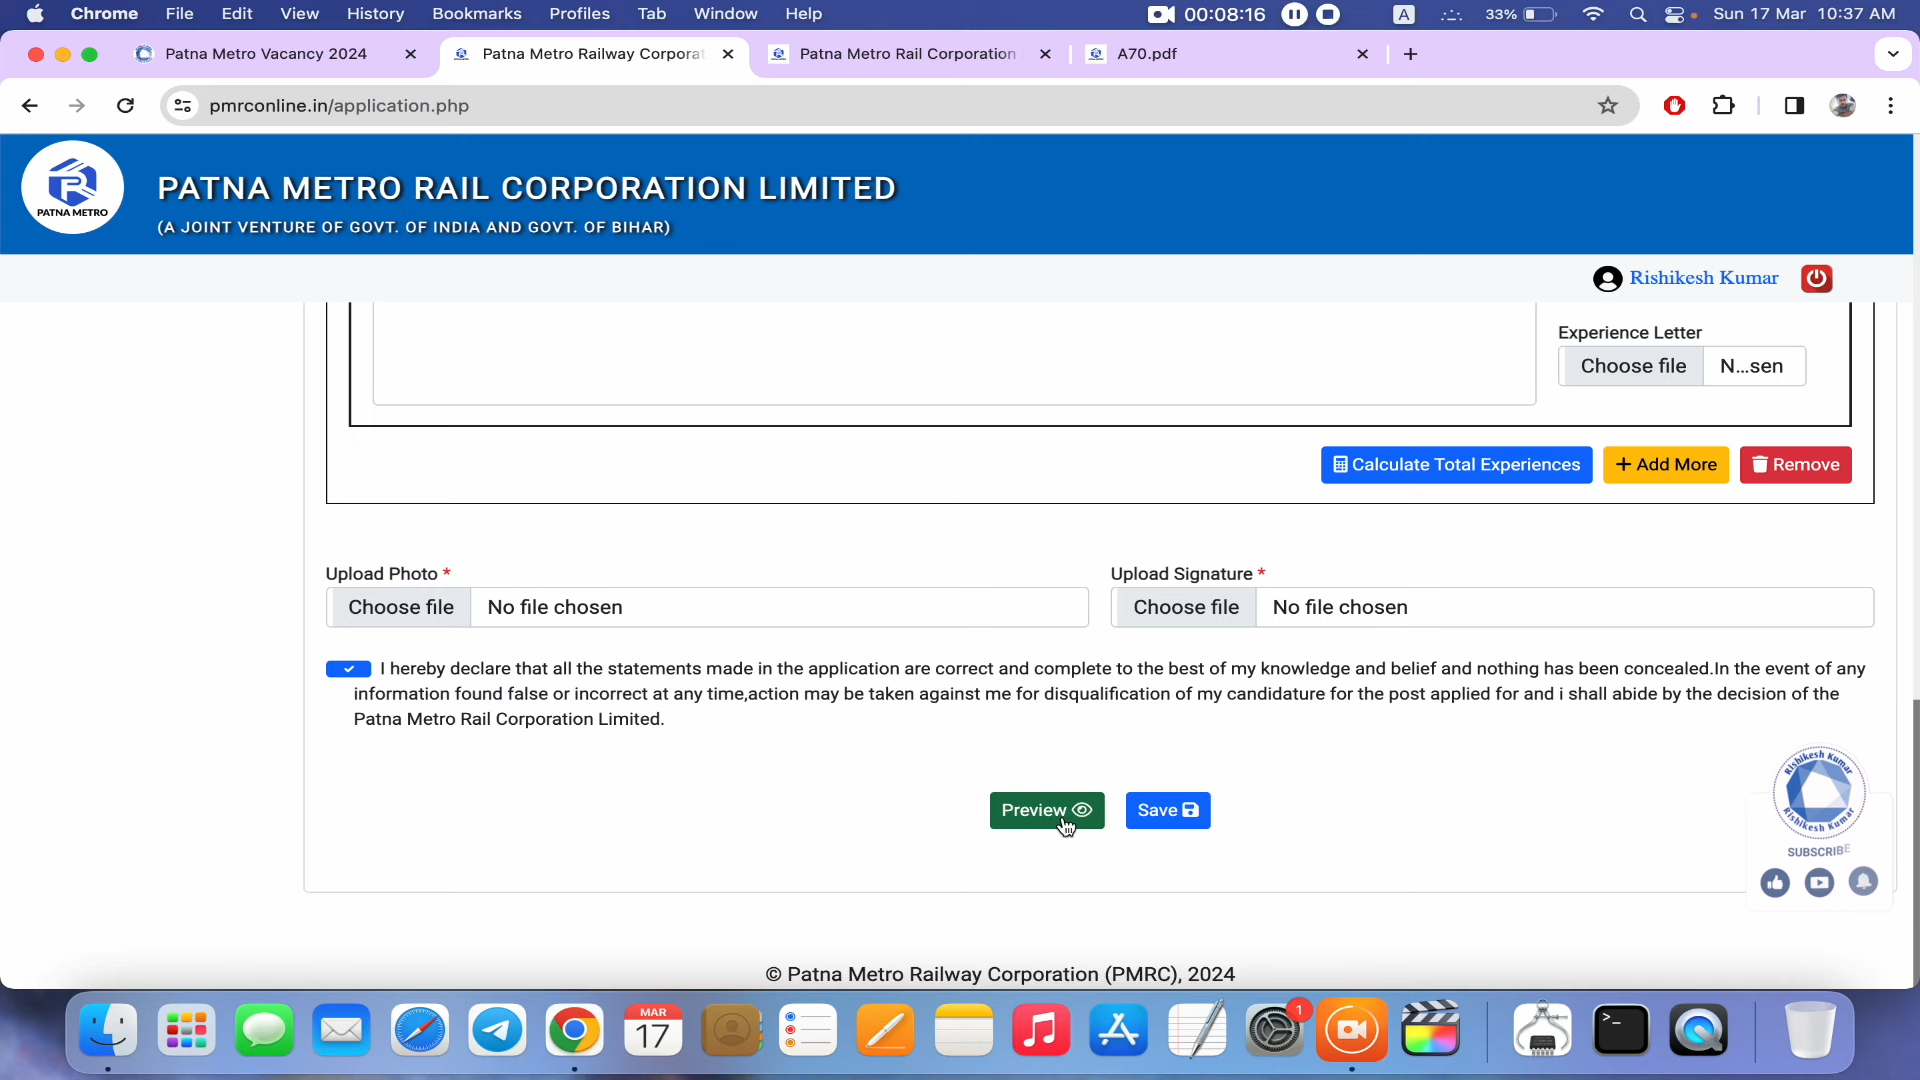 Chrome File Edit View History Bookmarks Profiles Tab Window Help 00:08:16 A 33% Sun 17 Mar 10:37 AM
Patna Metro Vacancy 2024 Patna Metro Railway Corporat Patna Metro Rail Corporation A70.pdf
pmrconline.in/application.php
PATNA METRO
PATNA METRO RAIL CORPORATION LIMITED
(A JOINT VENTURE OF GOVT. OF INDIA AND GOVT. OF BIHAR)
Rishikesh Kumar
Experience Letter
Choose file N...sen
Calculate Total Experiences + Add More Remove
Upload Photo * Upload Signature *
Choose file No file chosen Choose file No file chosen
I hereby declare that all the statements made in the application are correct and complete to the best of my knowledge and belief and nothing has been concealed.In the event of any
information found false or incorrect at any time,action may be taken against me for disqualification of my candidature for the post applied for and i shall abide by the decision of the
Patna Metro Rail Corporation Limited.
Preview Save
Rishikesh Kumar
Rishikesh Kumar
SUBSCRIBE
© Patna Metro Railway Corporation (PMRC), 2024
MAR
17
1
>_